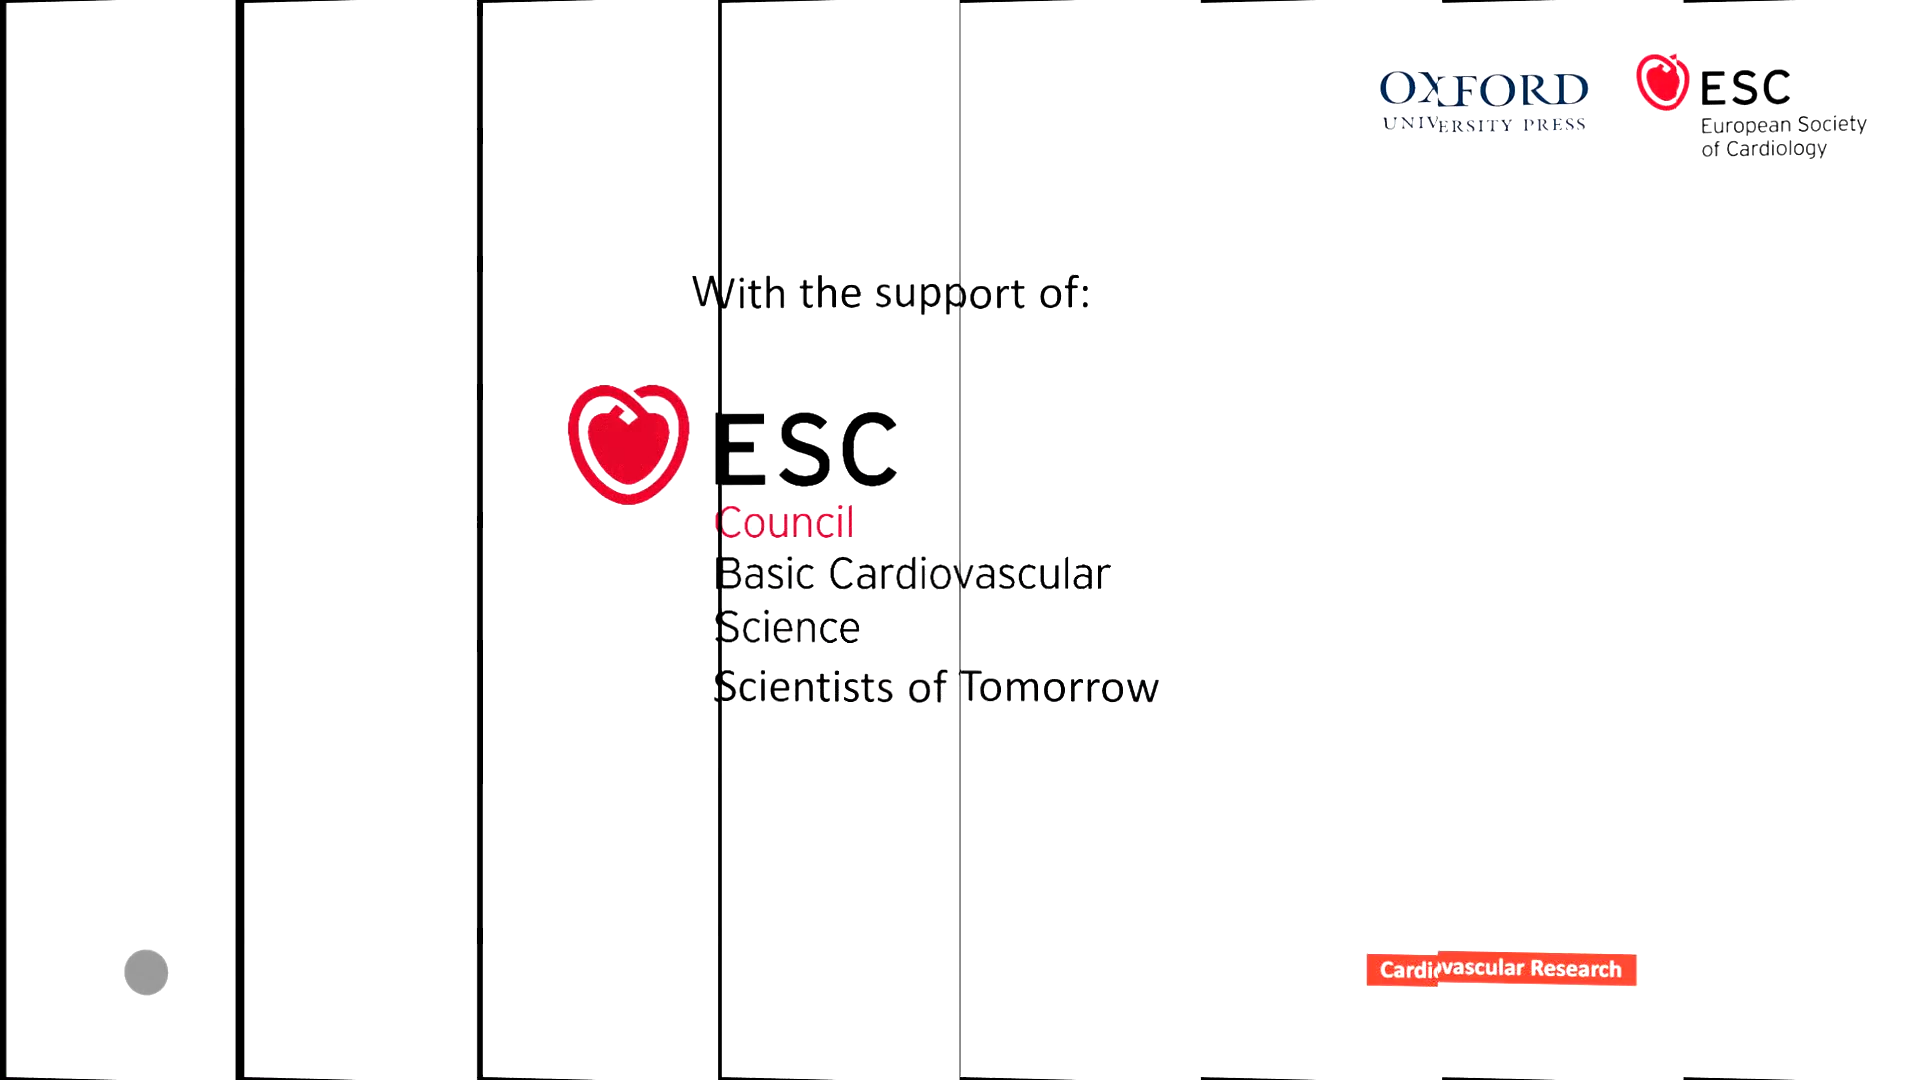 OXFORD
UNIVERSITY PRESS
ESC
European Society
of Cardiology
With the support of:
ESC
Council
Basic Cardiovascular
Science
Scientists of Tomorrow
Cardiovascular Research